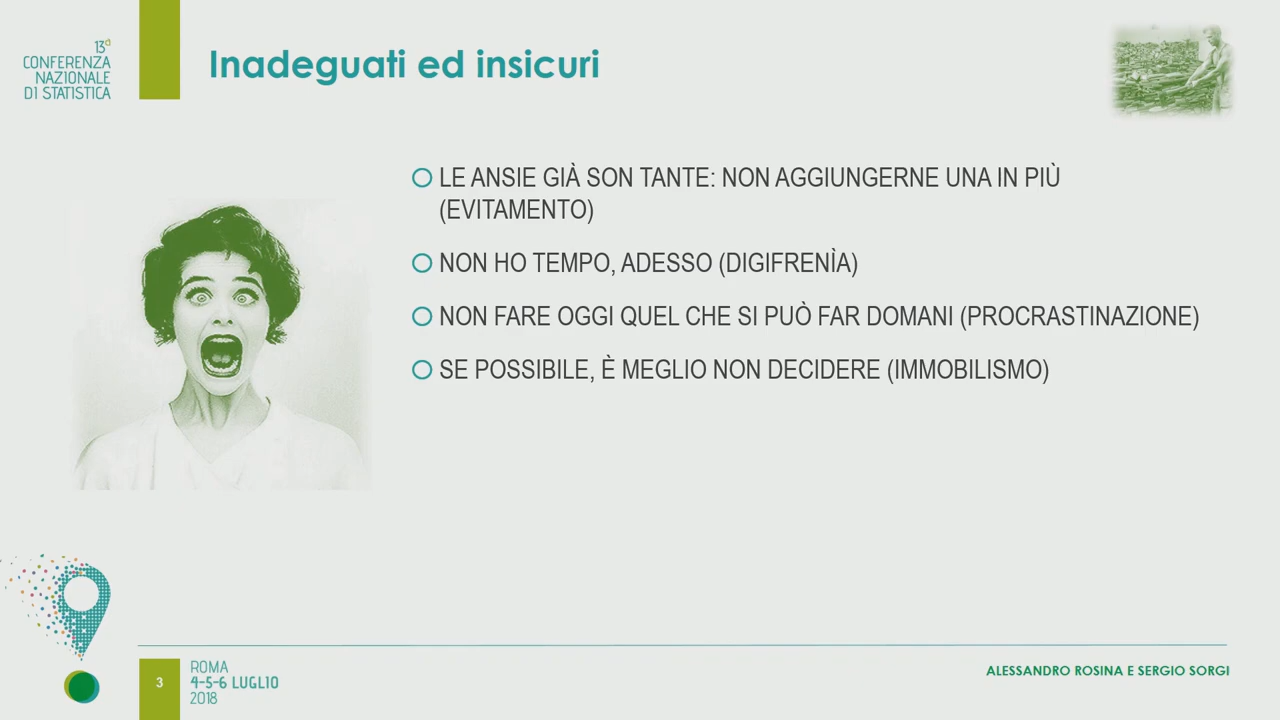 13ª
CONFERENZA
NAZIONALE
DI STATISTICA
Inadeguati ed insicuri
LE ANSIE GIÀ SON TANTE: NON AGGIUNGERNE UNA IN PIÙ
(EVITAMENTO)
NON HO TEMPO, ADESSO (DIGIFRENÌA)
NON FARE OGGI QUEL CHE SI PUÒ FAR DOMANI (PROCRASTINAZIONE)
SE POSSIBILE, È MEGLIO NON DECIDERE (IMMOBILISMO)
3
ROMA
4-5-6 LUGLIO
2018
ALESSANDRO ROSINA E SERGIO SORGI